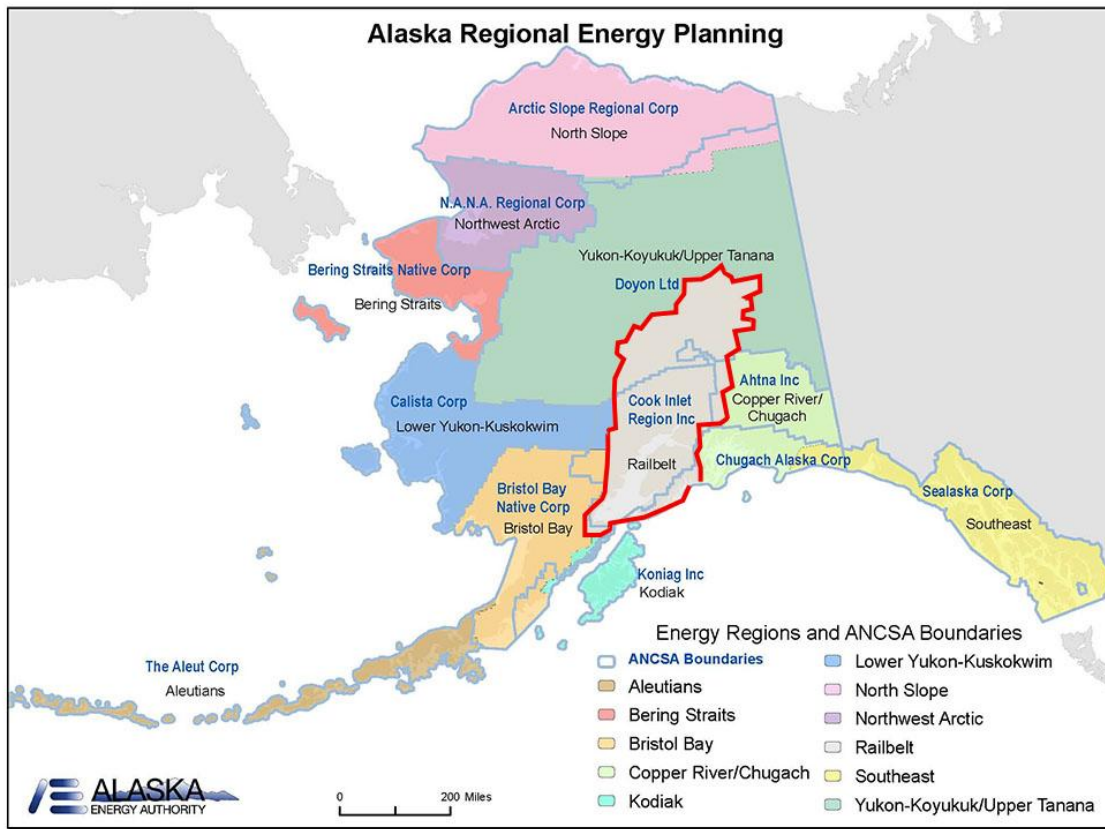 Alaska Regional Energy Planning
Arctic Slope Regional Corp
North Slope
N.A.N.A. Regional Corp
Northwest Arctic
Bering Straits Native Corp
Bering Straits
Yukon-Koyukuk/Upper Tanana
Doyon Ltd
Calista Corp
Lower Yukon-Kuskokwim
Cook Inlet
Region Inc
Railbelt
Ahtna Inc
Copper River/
Chugach
Chugach Alaska Corp
Bristol Bay
Native Corp
Bristol Bay
Sealaska Corp
Southeast
Koniag Inc
Kodiak
The Aleut Corp
Aleutians
Energy Regions and ANCSA Boundaries
ANCSA Boundaries
Aleutians
Bering Straits
Bristol Bay
Copper River/Chugach
Kodiak
Lower Yukon-Kuskokwim
North Slope
Northwest Arctic
Railbelt
Southeast
Yukon-Koyukuk/Upper Tanana
ALASKA
ENERGY AUTHORITY
0 200 Miles